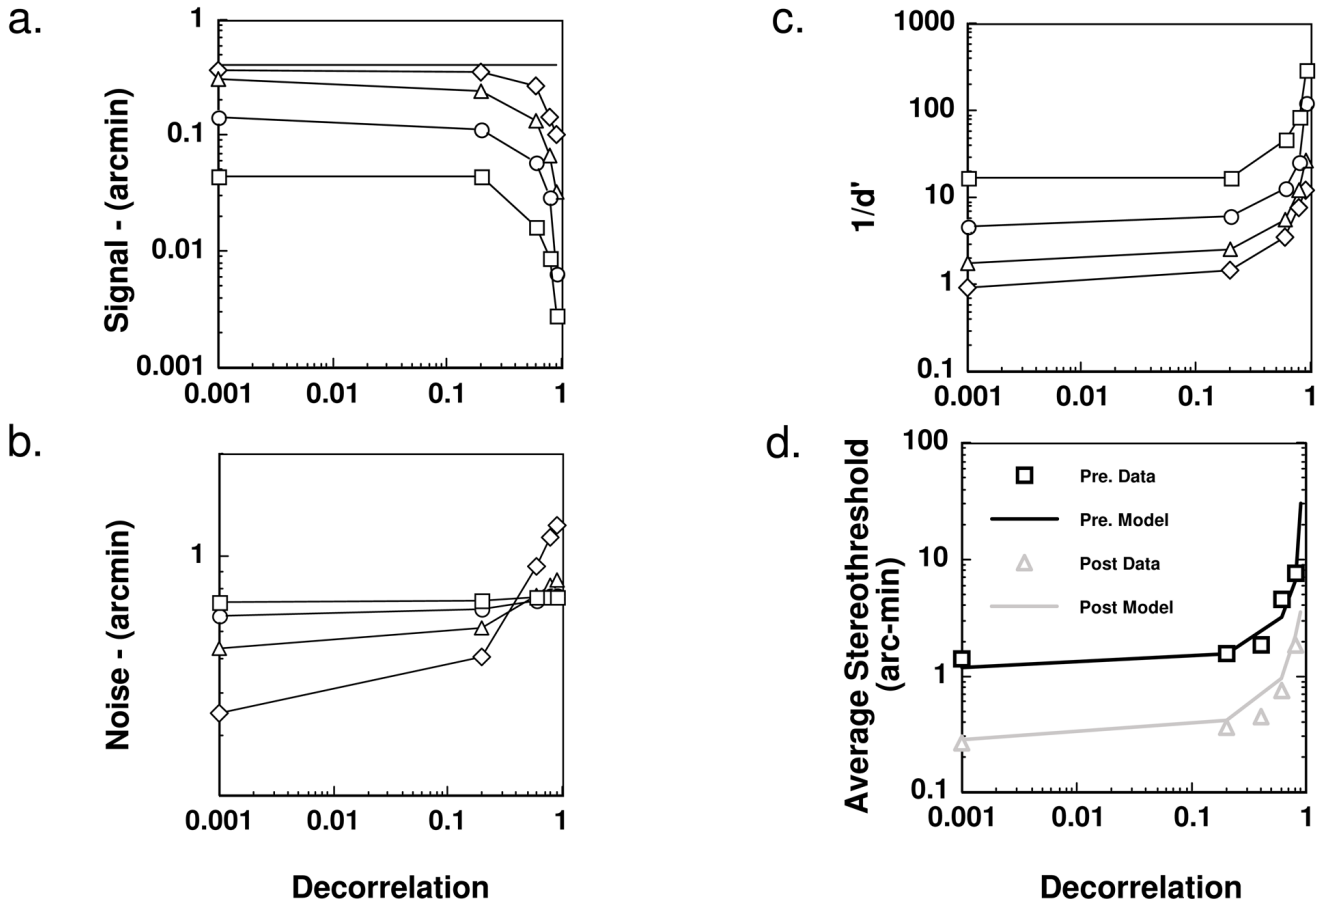 a.
1
0.1
0.01
0.001
Signal - (arcmin)
0.001 0.01 0.1 1
b.
1
Noise - (arcmin)
0.001 0.01 0.1 1
Decorrelation
c.
1000
100
10
1
0.1
1/d'
0.001 0.01 0.1 1
d.
100
10
1
0.1
Average Stereothreshold
(arc-min)
Pre. Data
Pre. Model
Post Data
Post Model
0.001 0.01 0.1 1
Decorrelation